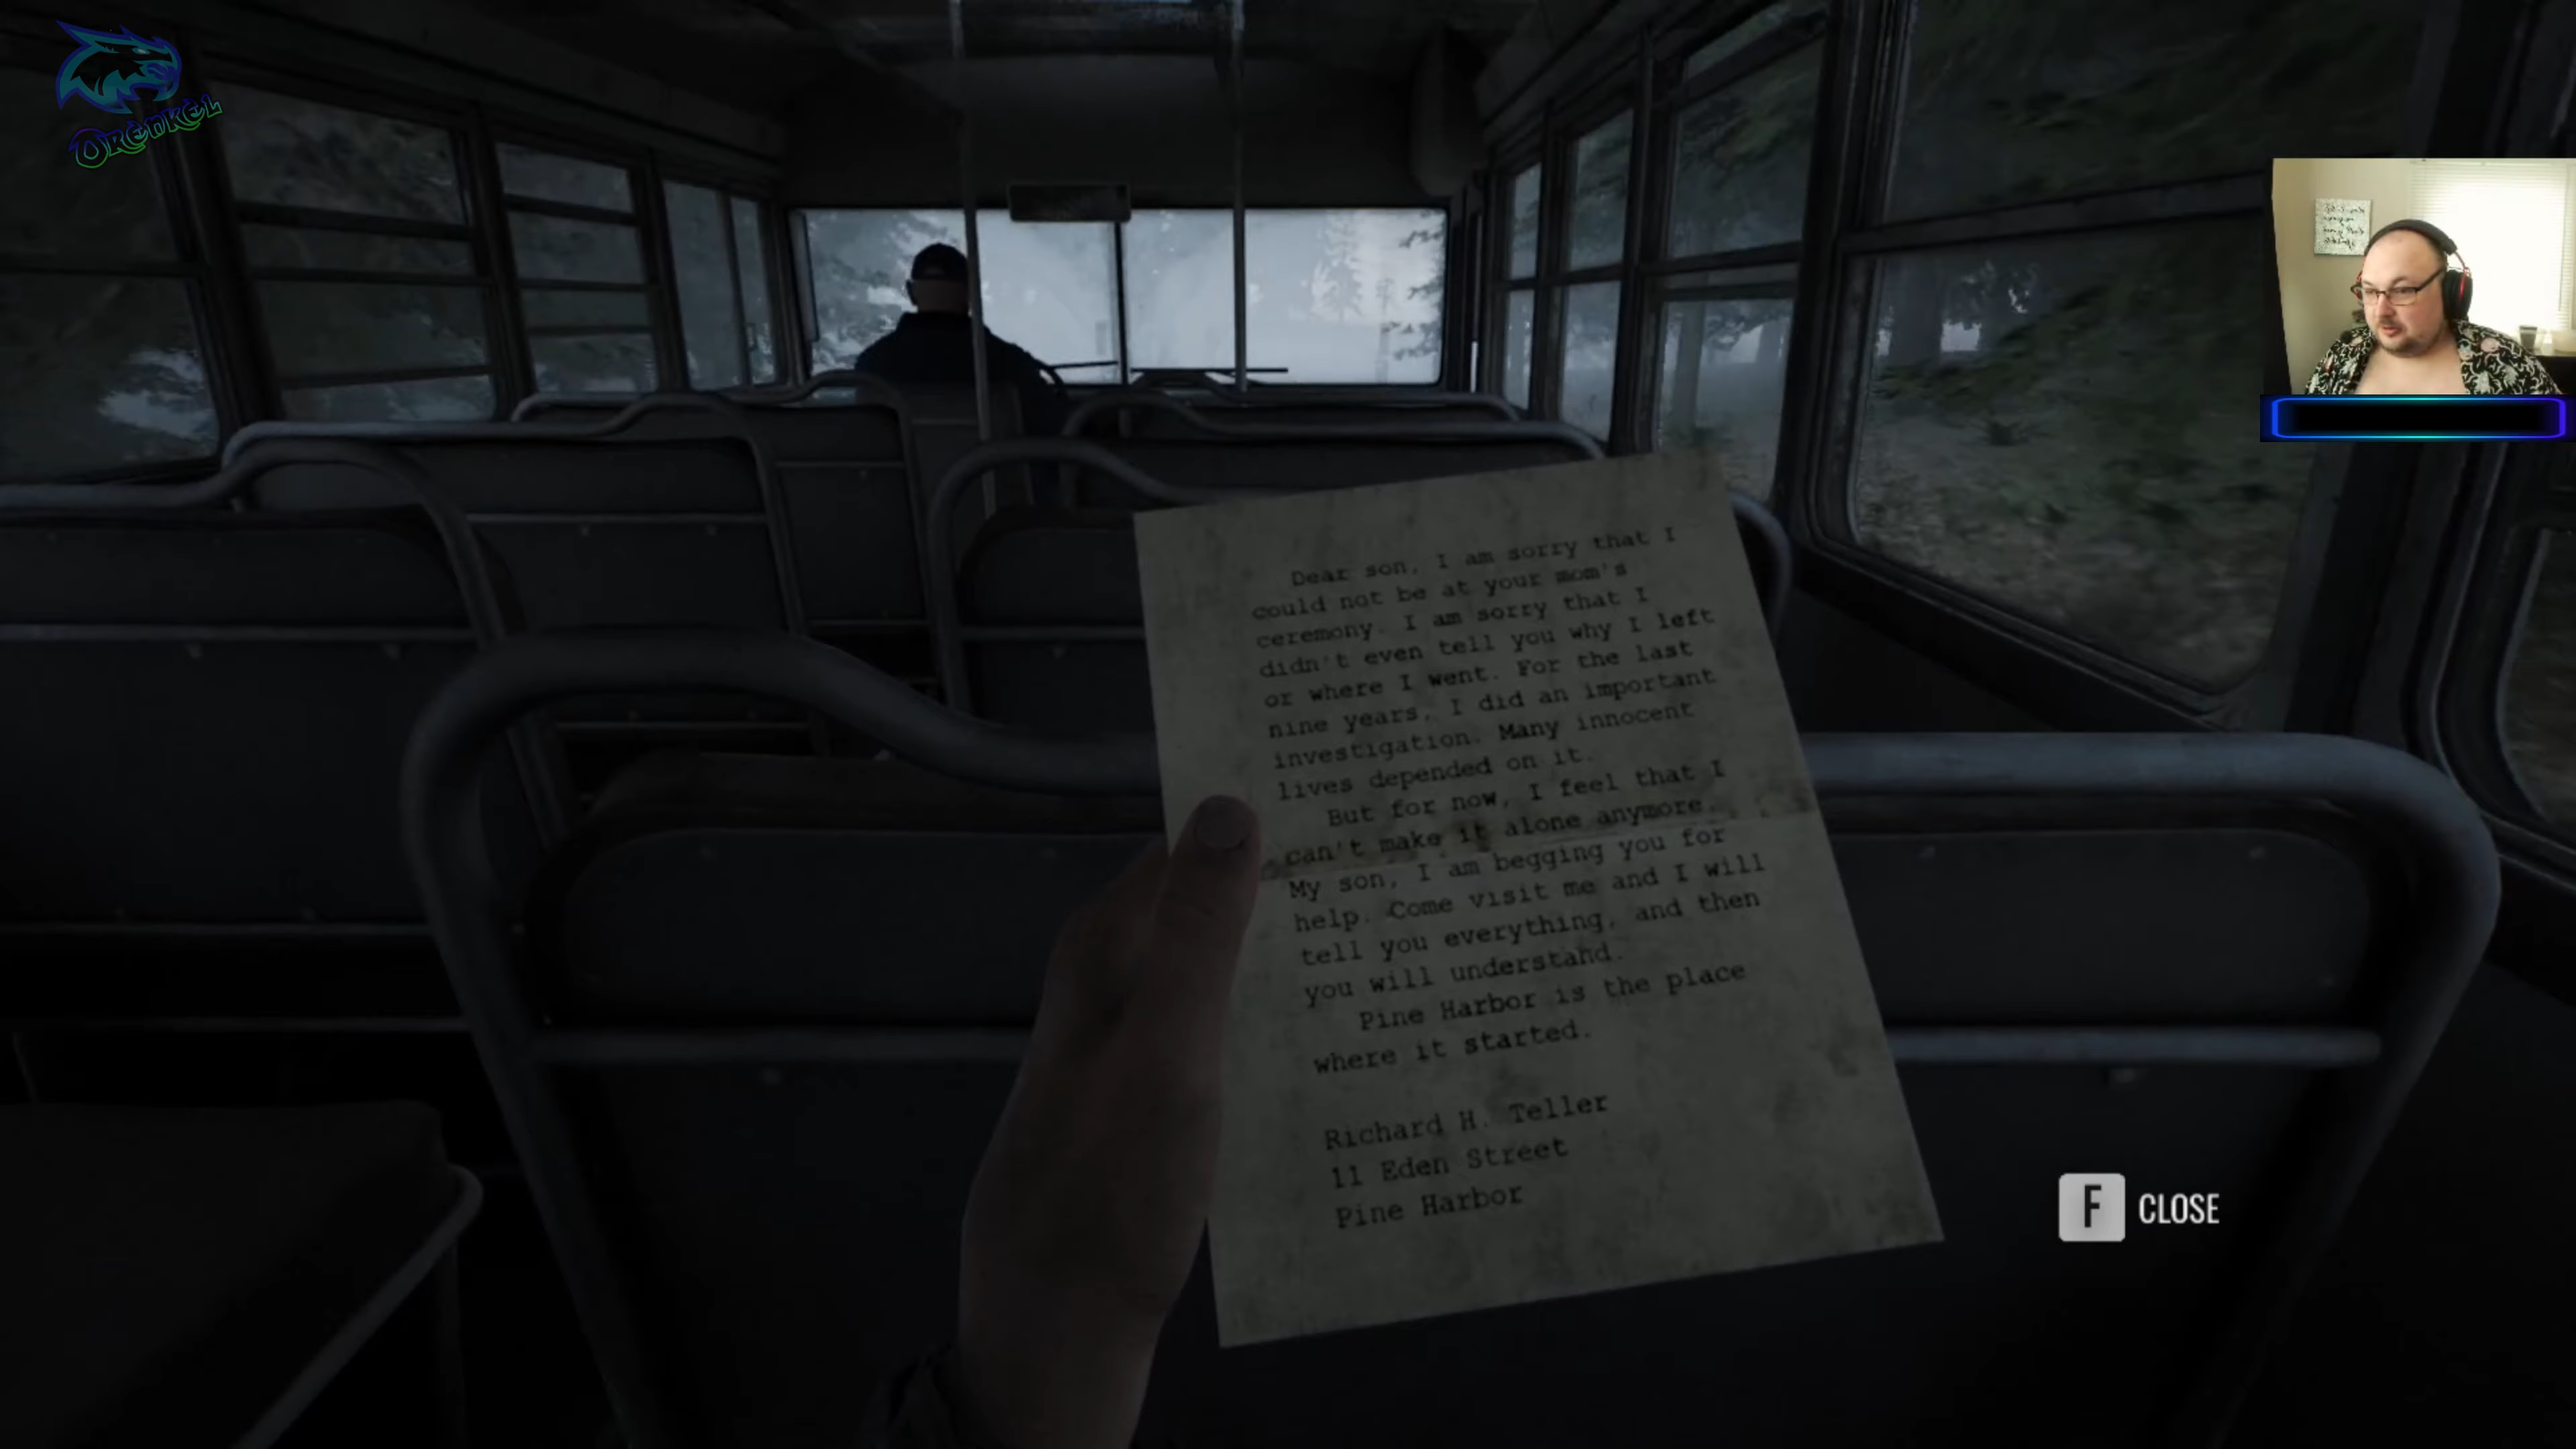 Orenkel
Dear son, I am sorry that I
could not be at your mom's
ceremony. I am sorry that I
didn't even tell you why I left
or where I went. For the last
nine years, I did an important
investigation. Many innocent
lives depended on it.
But for now, I feel that I
can't make it alone anymore.
My son, I am begging you for
help. Come visit me and I will
tell you everything, and then
you will understand.
Pine Harbor is the place
where it started.
Richard H. Teller
11 Eden Street
Pine Harbor
F CLOSE